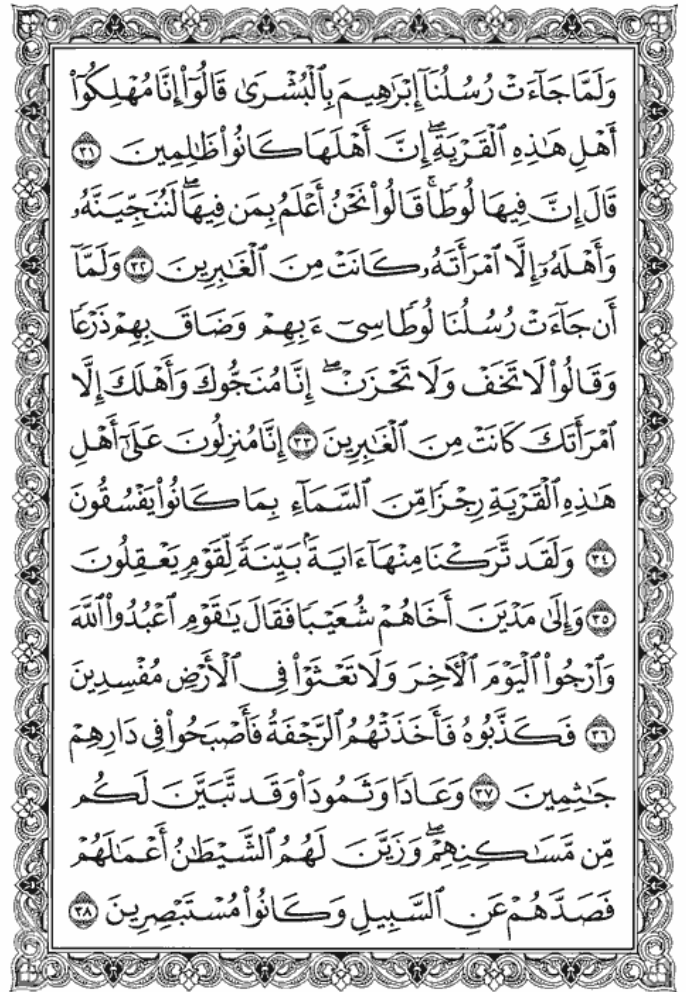 وَلَمَّا جَآءَتْ رُسُلُنَآ إِبْرَٰهِيمَ بِٱلْبُشْرَىٰ قَالُوٓا۟ إِنَّا مُهْلِكُوٓا۟
أَهْلِ هَـٰذِهِ ٱلْقَرْيَةِ ۖ إِنَّ أَهْلَهَا كَانُوا۟ ظَـٰلِمِينَ ٣١
قَالَ إِنَّ فِيهَا لُوطًا ۚ قَالُوا۟ نَحْنُ أَعْلَمُ بِمَن فِيهَا ۖ لَنُنَجِّيَنَّهُۥ
وَأَهْلَهُۥٓ إِلَّا ٱمْرَأَتَهُۥ كَانَتْ مِنَ ٱلْغَـٰبِرِينَ ٣٢ وَلَمَّآ
أَن جَآءَتْ رُسُلُنَا لُوطًا سِىٓءَ بِهِمْ وَضَاقَ بِهِمْ ذَرْعًا
وَقَالُوا۟ لَا تَخَفْ وَلَا تَحْزَنْ ۖ إِنَّا مُنَجُّوكَ وَأَهْلَكَ إِلَّا
ٱمْرَأَتَكَ كَانَتْ مِنَ ٱلْغَـٰبِرِينَ ٣٣ إِنَّا مُنزِلُونَ عَلَىٰٓ أَهْلِ
هَـٰذِهِ ٱلْقَرْيَةِ رِجْزًا مِّنَ ٱلسَّمَآءِ بِمَا كَانُوا۟ يَفْسُقُونَ
٣٤ وَلَقَد تَّرَكْنَا مِنْهَآ ءَايَةًۢ بَيِّنَةً لِّقَوْمٍ يَعْقِلُونَ
٣٥ وَإِلَىٰ مَدْيَنَ أَخَاهُمْ شُعَيْبًا فَقَالَ يَـٰقَوْمِ ٱعْبُدُوا۟ ٱللَّهَ
وَٱرْجُوا۟ ٱلْيَوْمَ ٱلْـَٔاخِرَ وَلَا تَعْثَوْا۟ فِى ٱلْأَرْضِ مُفْسِدِينَ
٣٦ فَكَذَّبُوهُ فَأَخَذَتْهُمُ ٱلرَّجْفَةُ فَأَصْبَحُوا۟ فِى دَارِهِمْ
جَـٰثِمِينَ ٣٧ وَعَادًا وَثَمُودَا۟ وَقَد تَّبَيَّنَ لَكُم
مِّن مَّسَـٰكِنِهِمْ ۖ وَزَيَّنَ لَهُمُ ٱلشَّيْطَـٰنُ أَعْمَـٰلَهُمْ
فَصَدَّهُمْ عَنِ ٱلسَّبِيلِ وَكَانُوا۟ مُسْتَبْصِرِينَ ٣٨